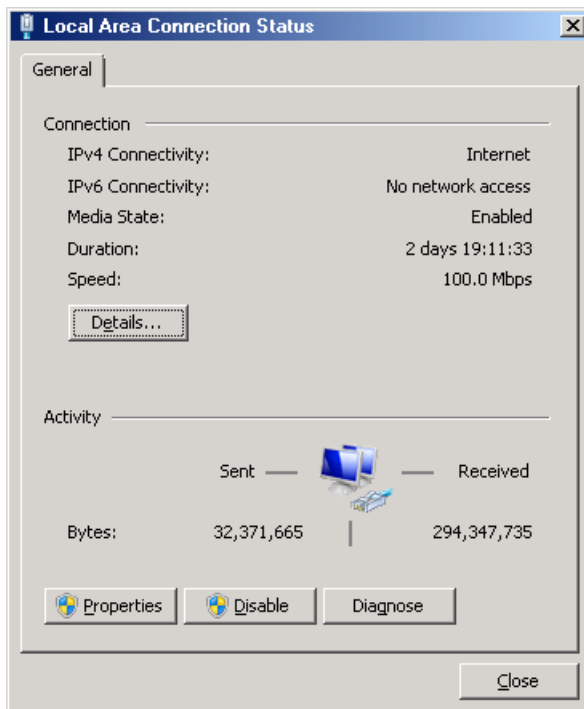 Local Area Connection Status
General
Connection
IPv4 Connectivity: Internet
IPv6 Connectivity: No network access
Media State: Enabled
Duration: 2 days 19:11:33
Speed: 100.0 Mbps
Details...
Activity
Sent Received
Bytes: 32,371,665 294,347,735
Properties Disable Diagnose
Close